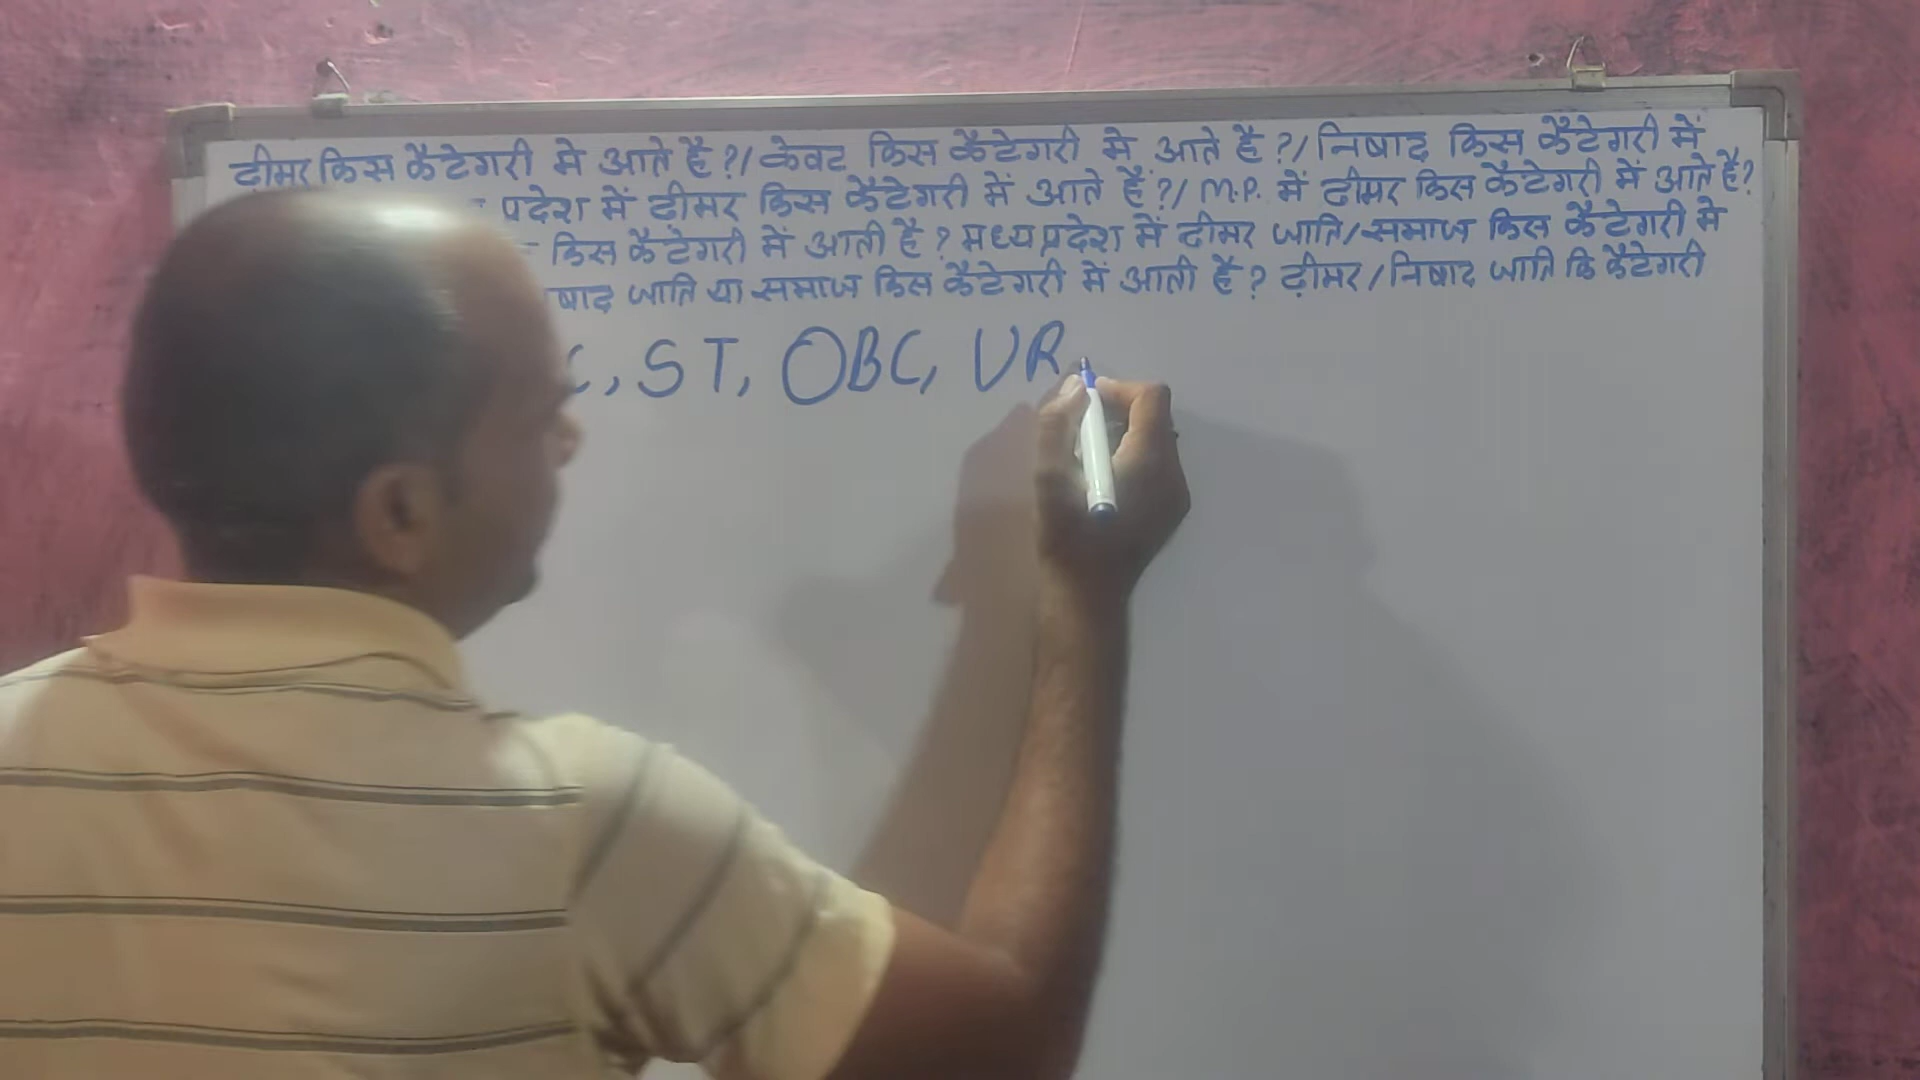 ढ़ीमर किस कैटेगरी मे आते है ?/ केवट किस कैटेगरी मे आते है ?/ निषाद किस कैटेगरी में
प्रदेश में ढ़ीमर किस कैटेगरी में आते हैं ?/ M.P. में ढीमर किस कैटेगरी में आते है?
किस कैटेगरी में आती है ? मध्य प्रदेश में ढीमर जाति/समाज किस कैटेगरी मे
जाति या समाज किस कैटेगरी मे आती है ? ढ़ीमर/निषाद जाति कि कैटेगरी
, ST, OBC, UR